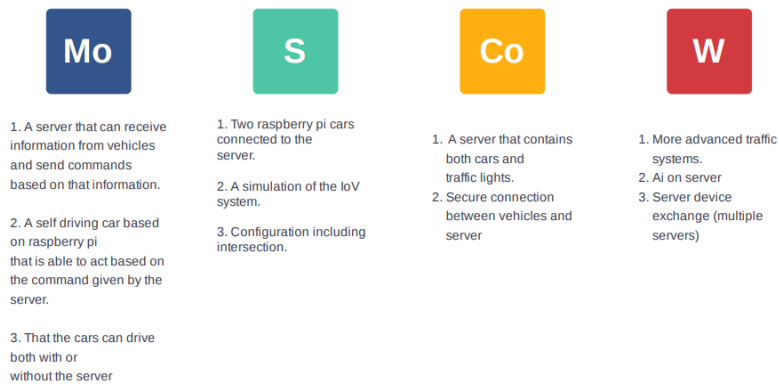 Mo
1. A server that can receive
information from vehicles
and send commands
based on that information.
2. A self driving car based
on raspberry pi
that is able to act based on
the command given by the
server.
3. That the cars can drive
both with or
without the server
S
1. Two raspberry pi cars
connected to the
server.
2. A simulation of the IoV
system.
3. Configuration including
intersection.
Co
1. A server that contains
both cars and
traffic lights.
2. Secure connection
between vehicles and
server
W
1. More advanced traffic
systems.
2. Ai on server
3. Server device
exchange (multiple
servers)